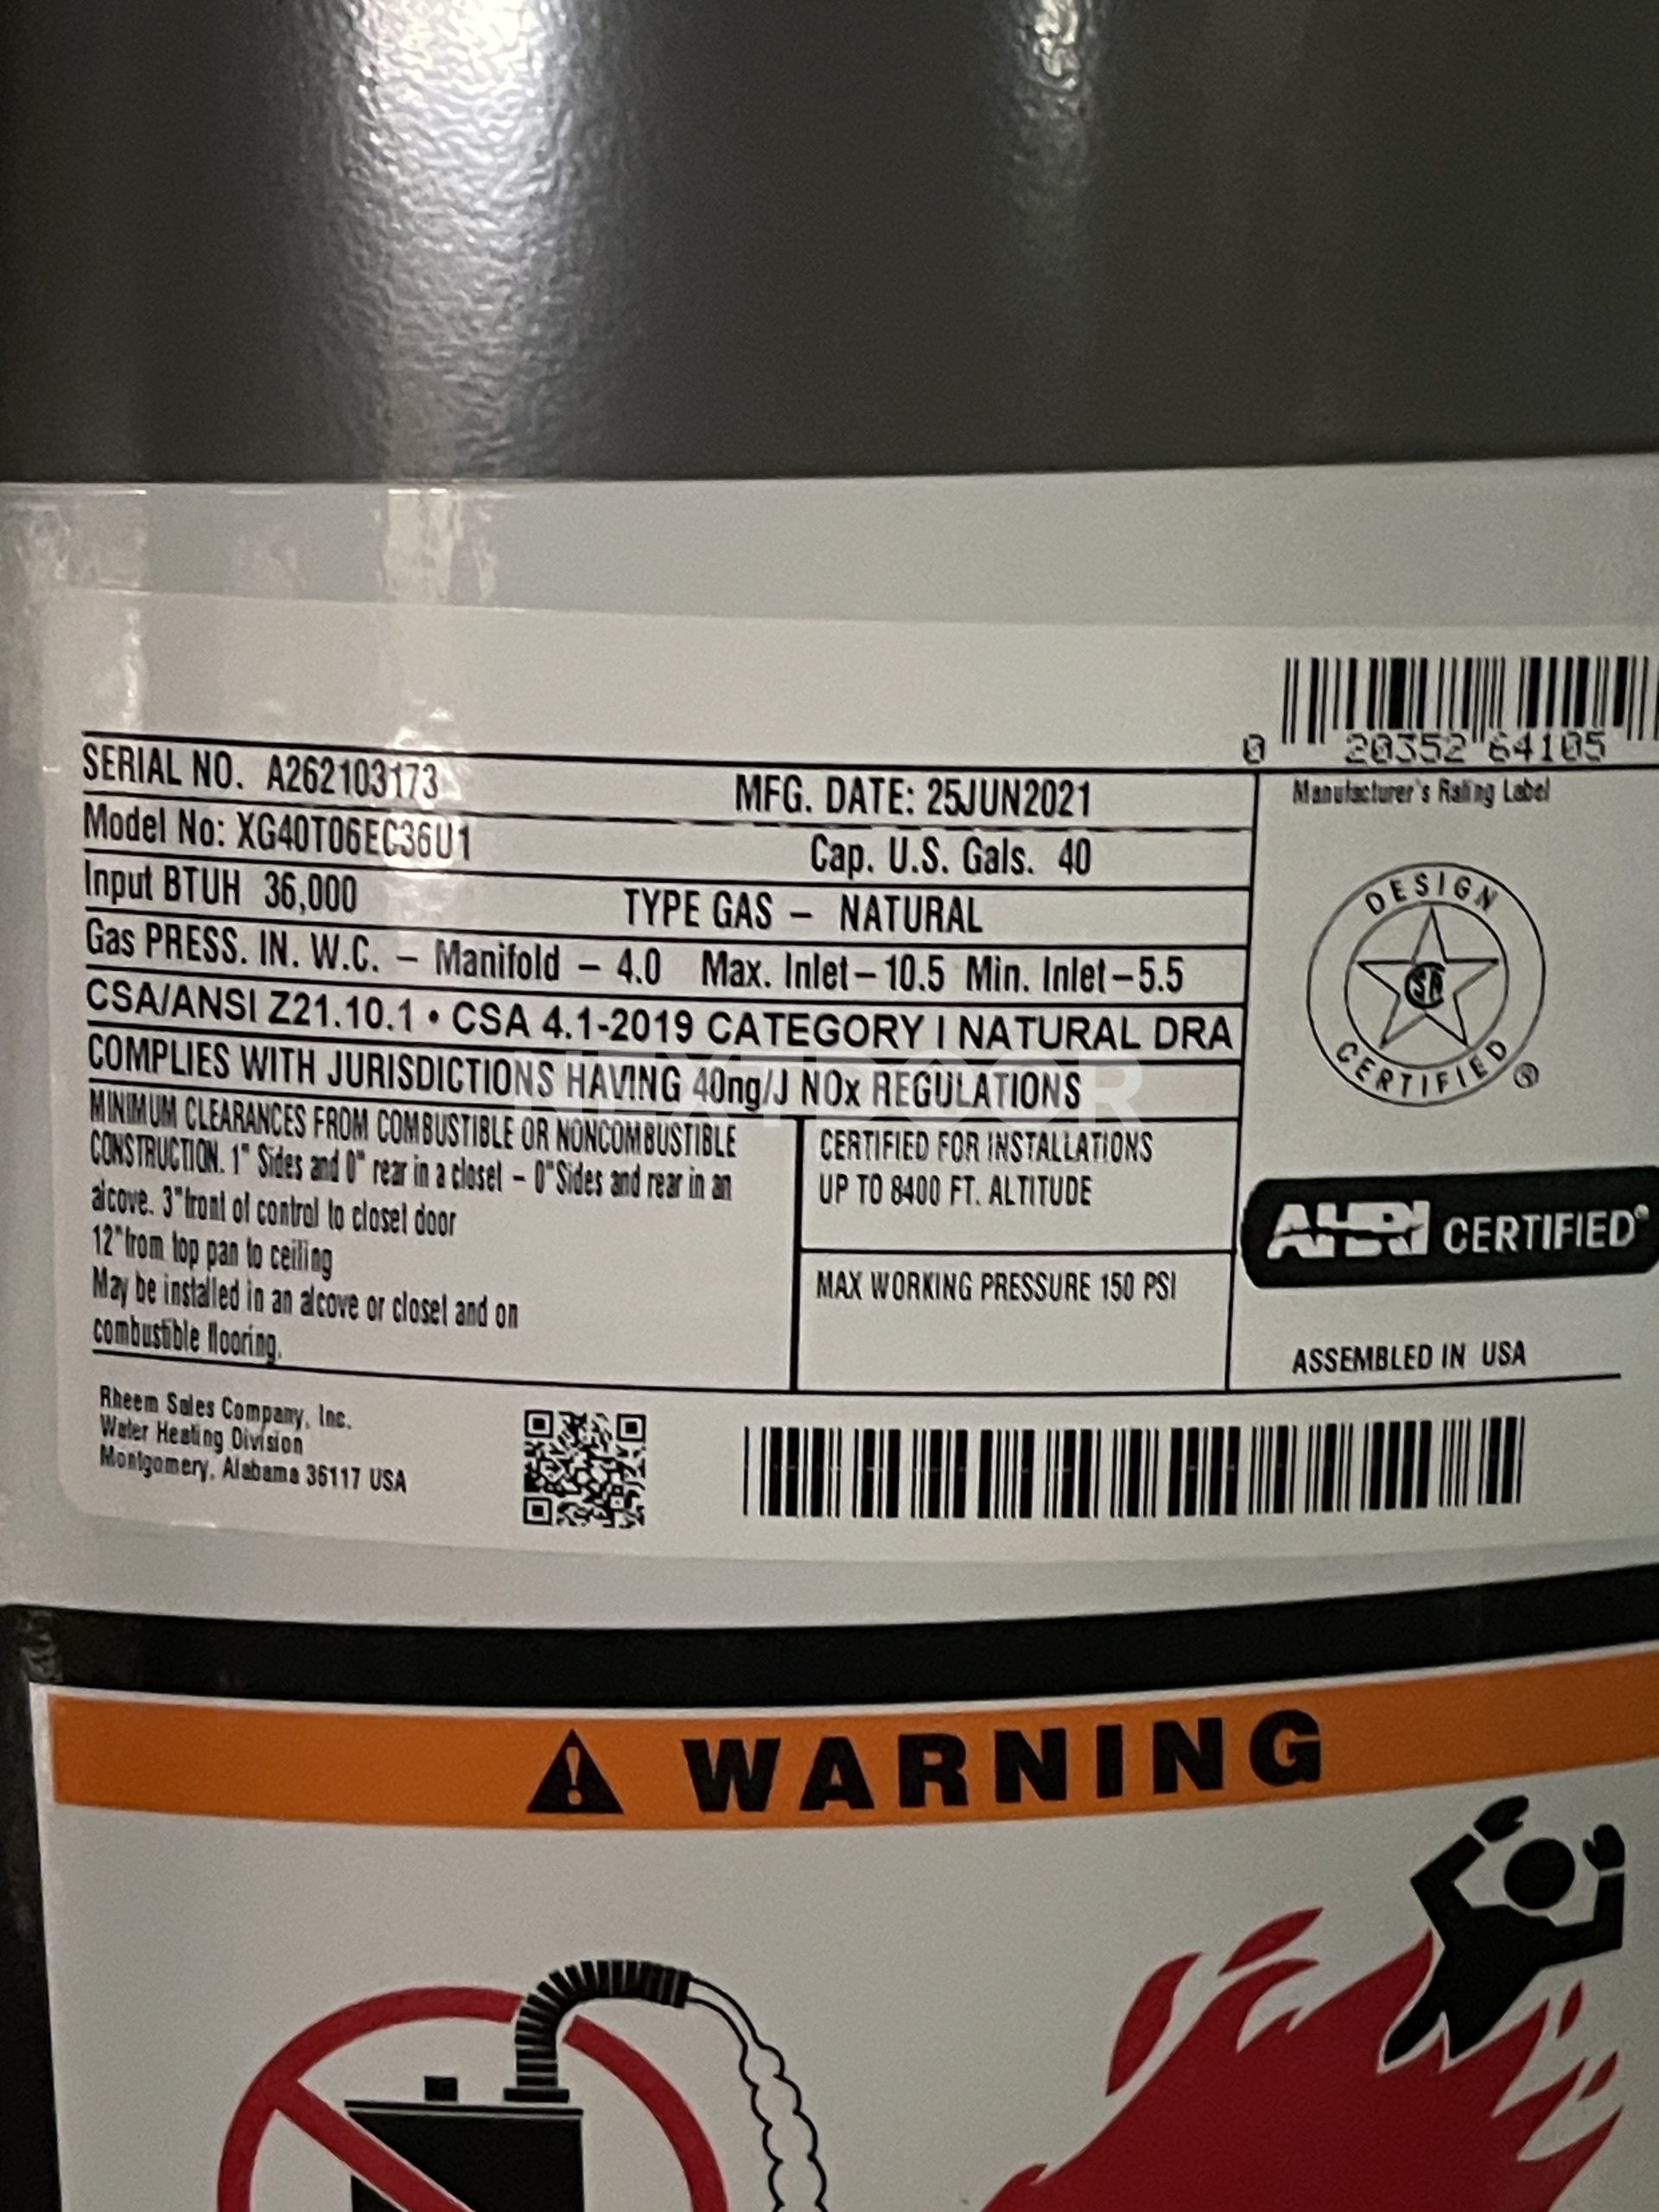 0 20352 64105
SERIAL NO. A262103173 MFG. DATE: 25JUN2021
Manufacturer's Rating Label
Model No: XG40T06EC36U1 Cap. U.S. Gals. 40
Input BTUH 36,000 TYPE GAS – NATURAL
Gas PRESS. IN. W.C. – Manifold – 4.0 Max. Inlet – 10.5 Min. Inlet – 5.5
CSA/ANSI Z21.10.1 • CSA 4.1-2019 CATEGORY I NATURAL DRA
COMPLIES WITH JURISDICTIONS HAVING 40ng/J NOx REGULATIONS
DESIGN
CERTIFIED ®
NEXTDOOR
MINIMUM CLEARANCES FROM COMBUSTIBLE OR NONCOMBUSTIBLE
CONSTRUCTION. 1" Sides and 0" rear in a closet – 0" Sides and rear in an
alcove. 3" front of control to closet door
12" from top pan to ceiling
May be installed in an alcove or closet and on
combustible flooring.
CERTIFIED FOR INSTALLATIONS
UP TO 8400 FT. ALTITUDE
MAX WORKING PRESSURE 150 PSI
AHRI CERTIFIED®
ASSEMBLED IN USA
Rheem Sales Company, Inc.
Water Heating Division
Montgomery, Alabama 36117 USA
WARNING